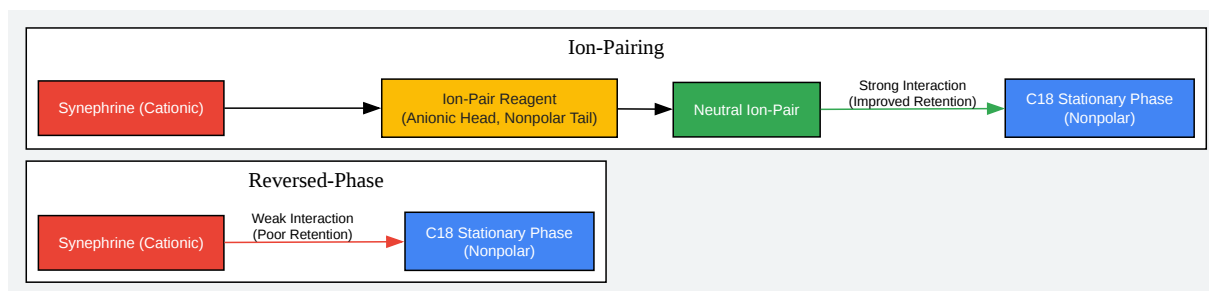 Ion-Pairing
Synephrine (Cationic)
Ion-Pair Reagent
(Anionic Head, Nonpolar Tail)
Neutral Ion-Pair
Strong Interaction
(Improved Retention)
C18 Stationary Phase
(Nonpolar)
Reversed-Phase
Synephrine (Cationic)
Weak Interaction
(Poor Retention)
C18 Stationary Phase
(Nonpolar)